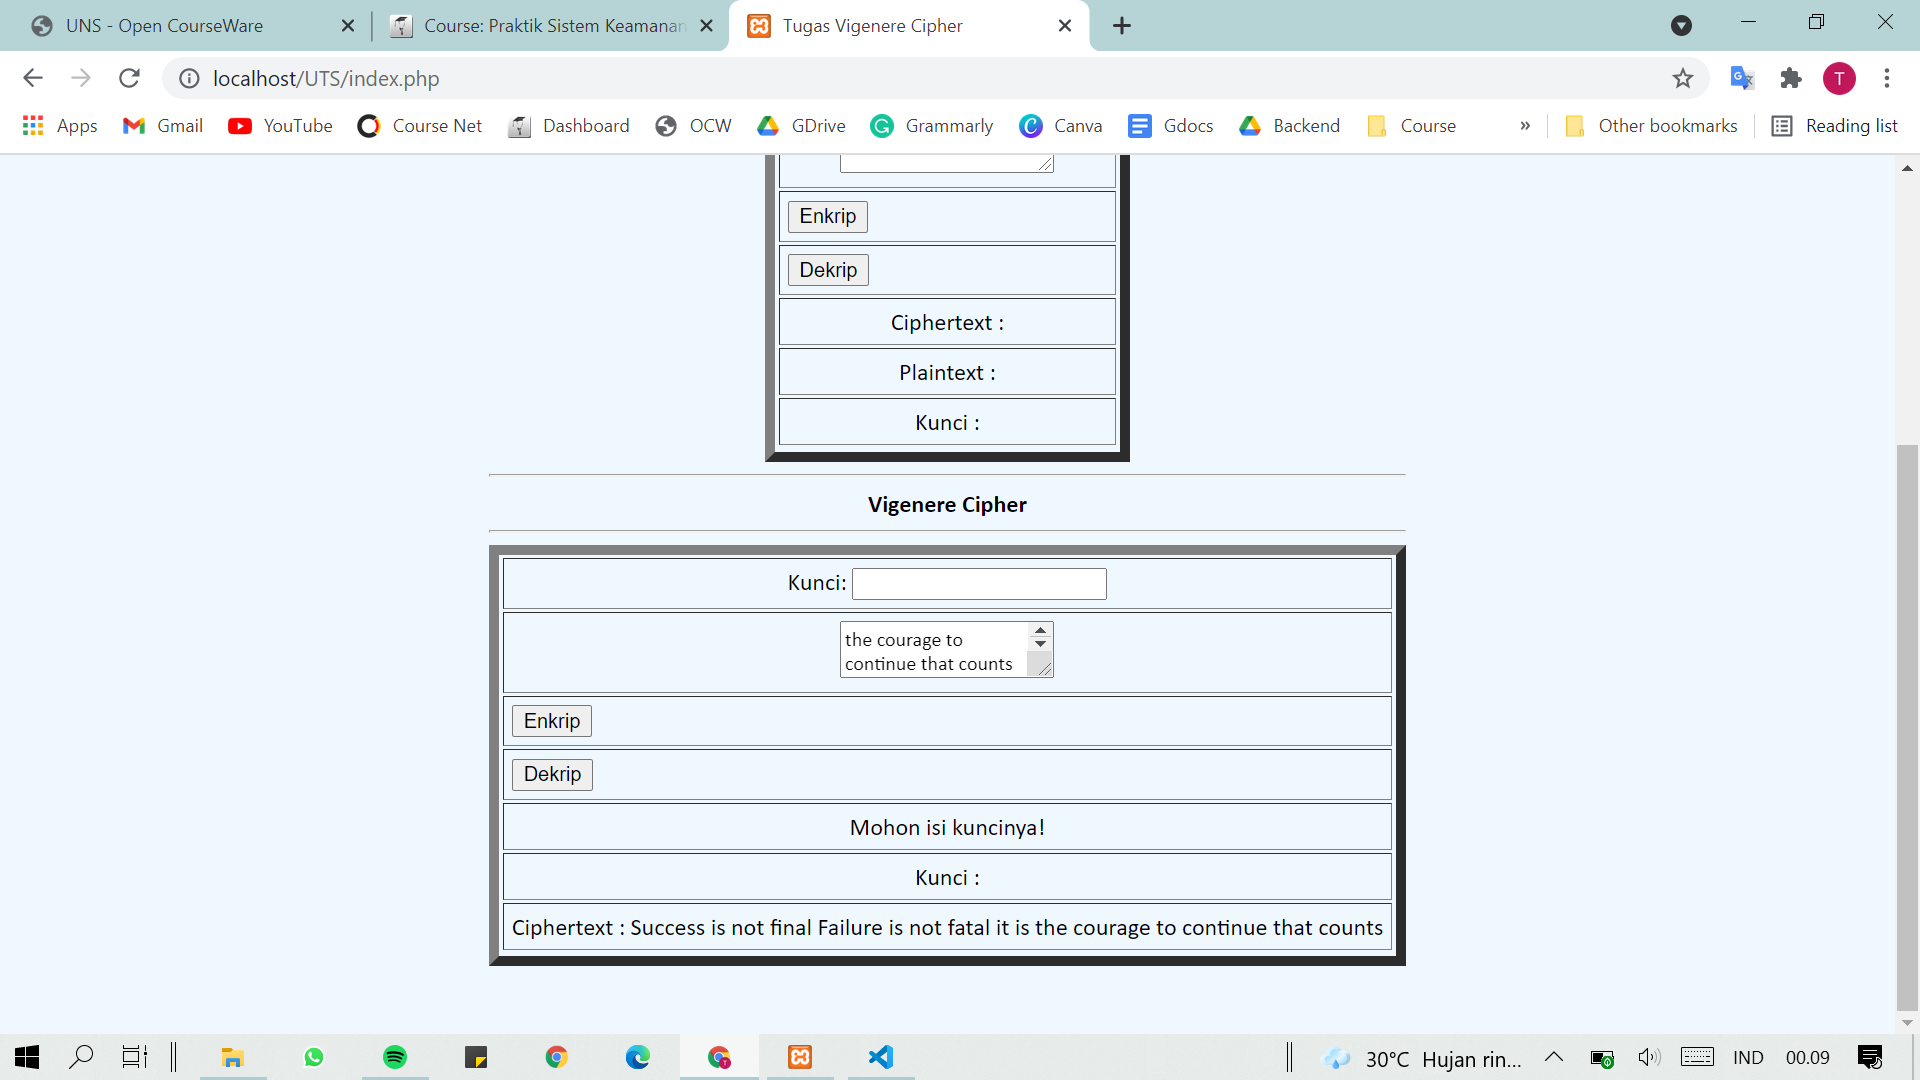 UNS - Open CourseWare
Course: Praktik Sistem Keamanan
Tugas Vigenere Cipher
localhost/UTS/index.php
T
Apps
Gmail
YouTube
Course Net
Dashboard
OCW
GDrive
Grammarly
Canva
Gdocs
Backend
Course
»
Other bookmarks
Reading list
Enkrip
Dekrip
Ciphertext :
Plaintext :
Kunci :
Vigenere Cipher
Kunci:
the courage to
continue that counts
Enkrip
Dekrip
Mohon isi kuncinya!
Kunci :
Ciphertext : Success is not final Failure is not fatal it is the courage to continue that counts
30°C Hujan rin...
IND
00.09